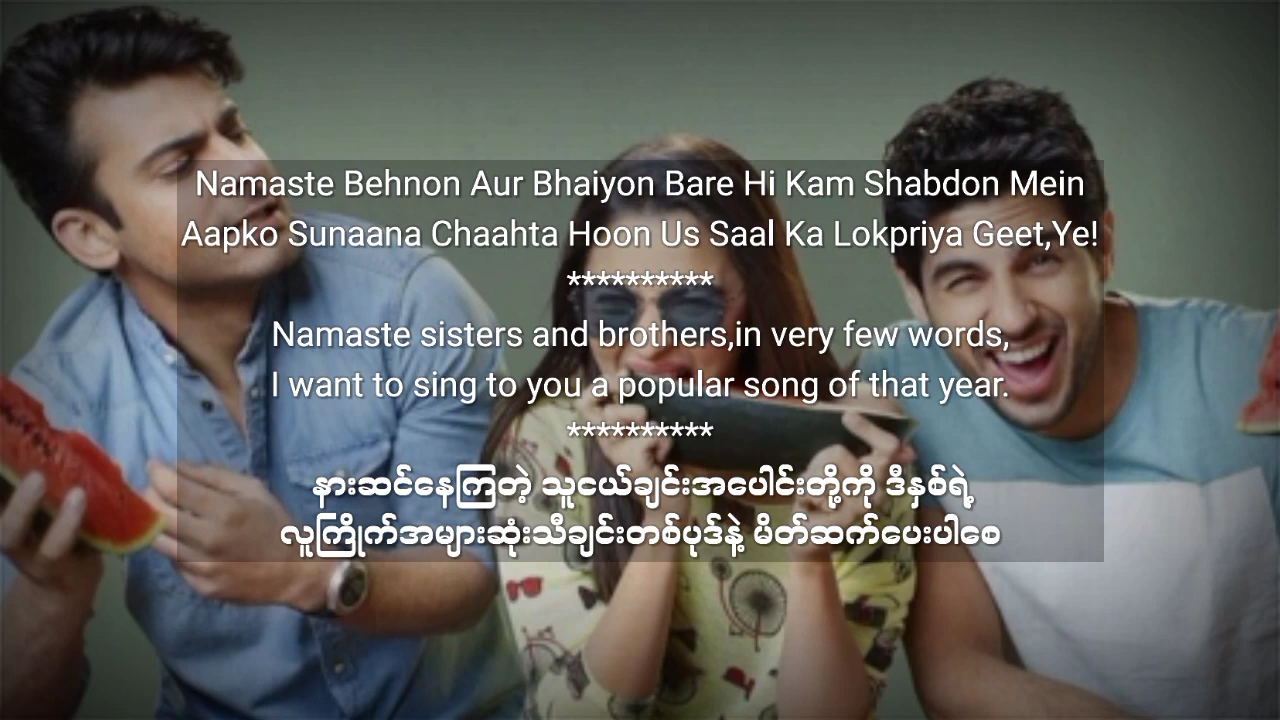 Namaste Behnon Aur Bhaiyon Bare Hi Kam Shabdon Mein
Aapko Sunaana Chaahta Hoon Us Saal Ka Lokpriya Geet,Ye!
**********
Namaste sisters and brothers,in very few words,
I want to sing to you a popular song of that year.
**********
နားဆင်နေကြတဲ့ သူငယ်ချင်းအပေါင်းတို့ကို ဒီနှစ်ရဲ့
လူကြိုက်အများဆုံးသီချင်းတစ်ပုဒ်နဲ့ မိတ်ဆက်ပေးပါစေ